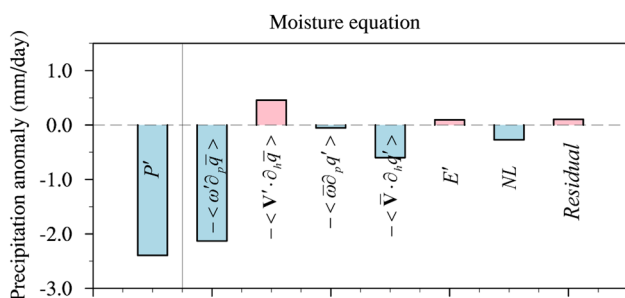 Moisture equation
Precipitation anomaly (mm/day)
1.0
0.0
-1.0
-2.0
-3.0
P'
-<ω'∂ₚq̅>
-<V'·∂ₕq̅>
-<ω̅∂ₚq'>
-<V̅·∂ₕq'>
E'
NL
Residual